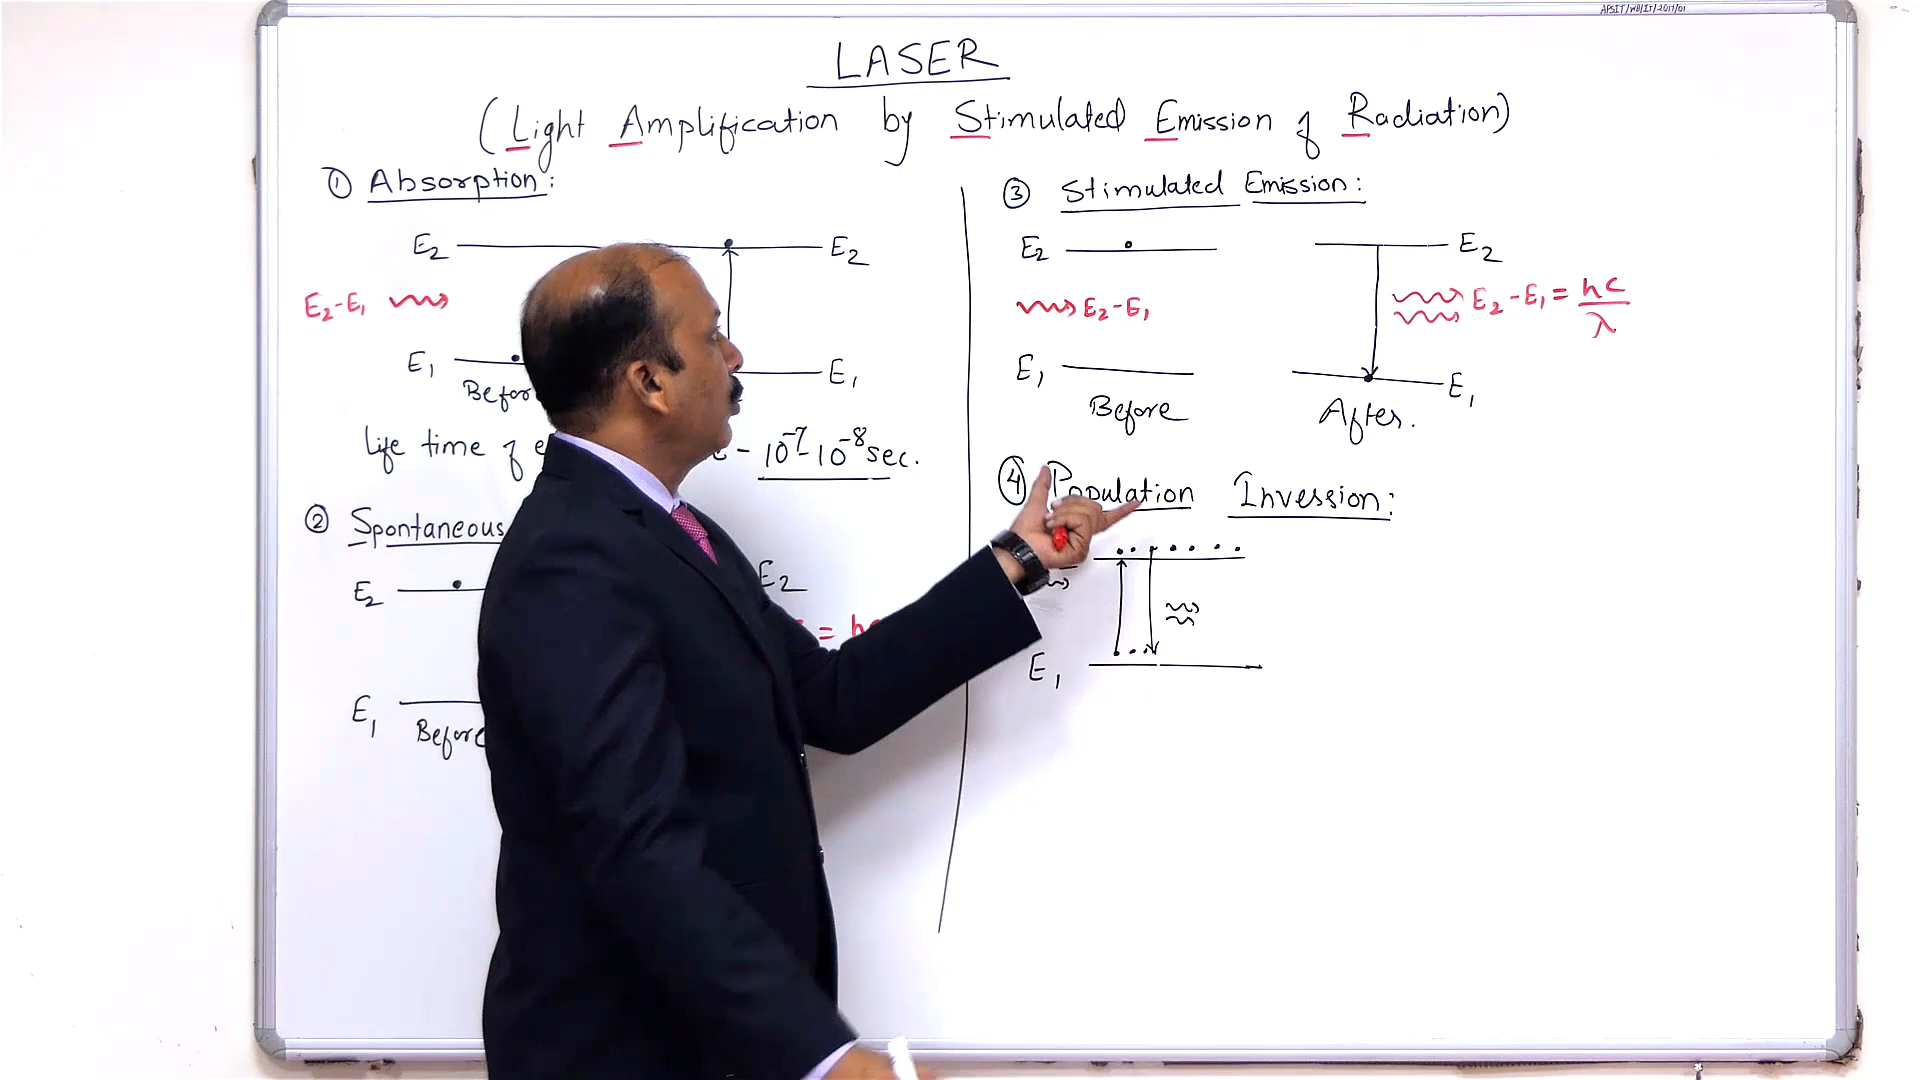 APSIT/WB/IT/2017/01
LASER
(Light Amplification by Stimulated Emission of Radiation)
① Absorption:
E2 E2
E2-E1
E1 E1
Before
life time of - 10^-7-10^-8 sec.
② Spontaneous
E2 E2
= h
E1
Before
③ Stimulated Emission:
E2 E2
E2-E1 E2-E1 = hc/λ
E1 E1
Before After.
④ Population Inversion:
E1